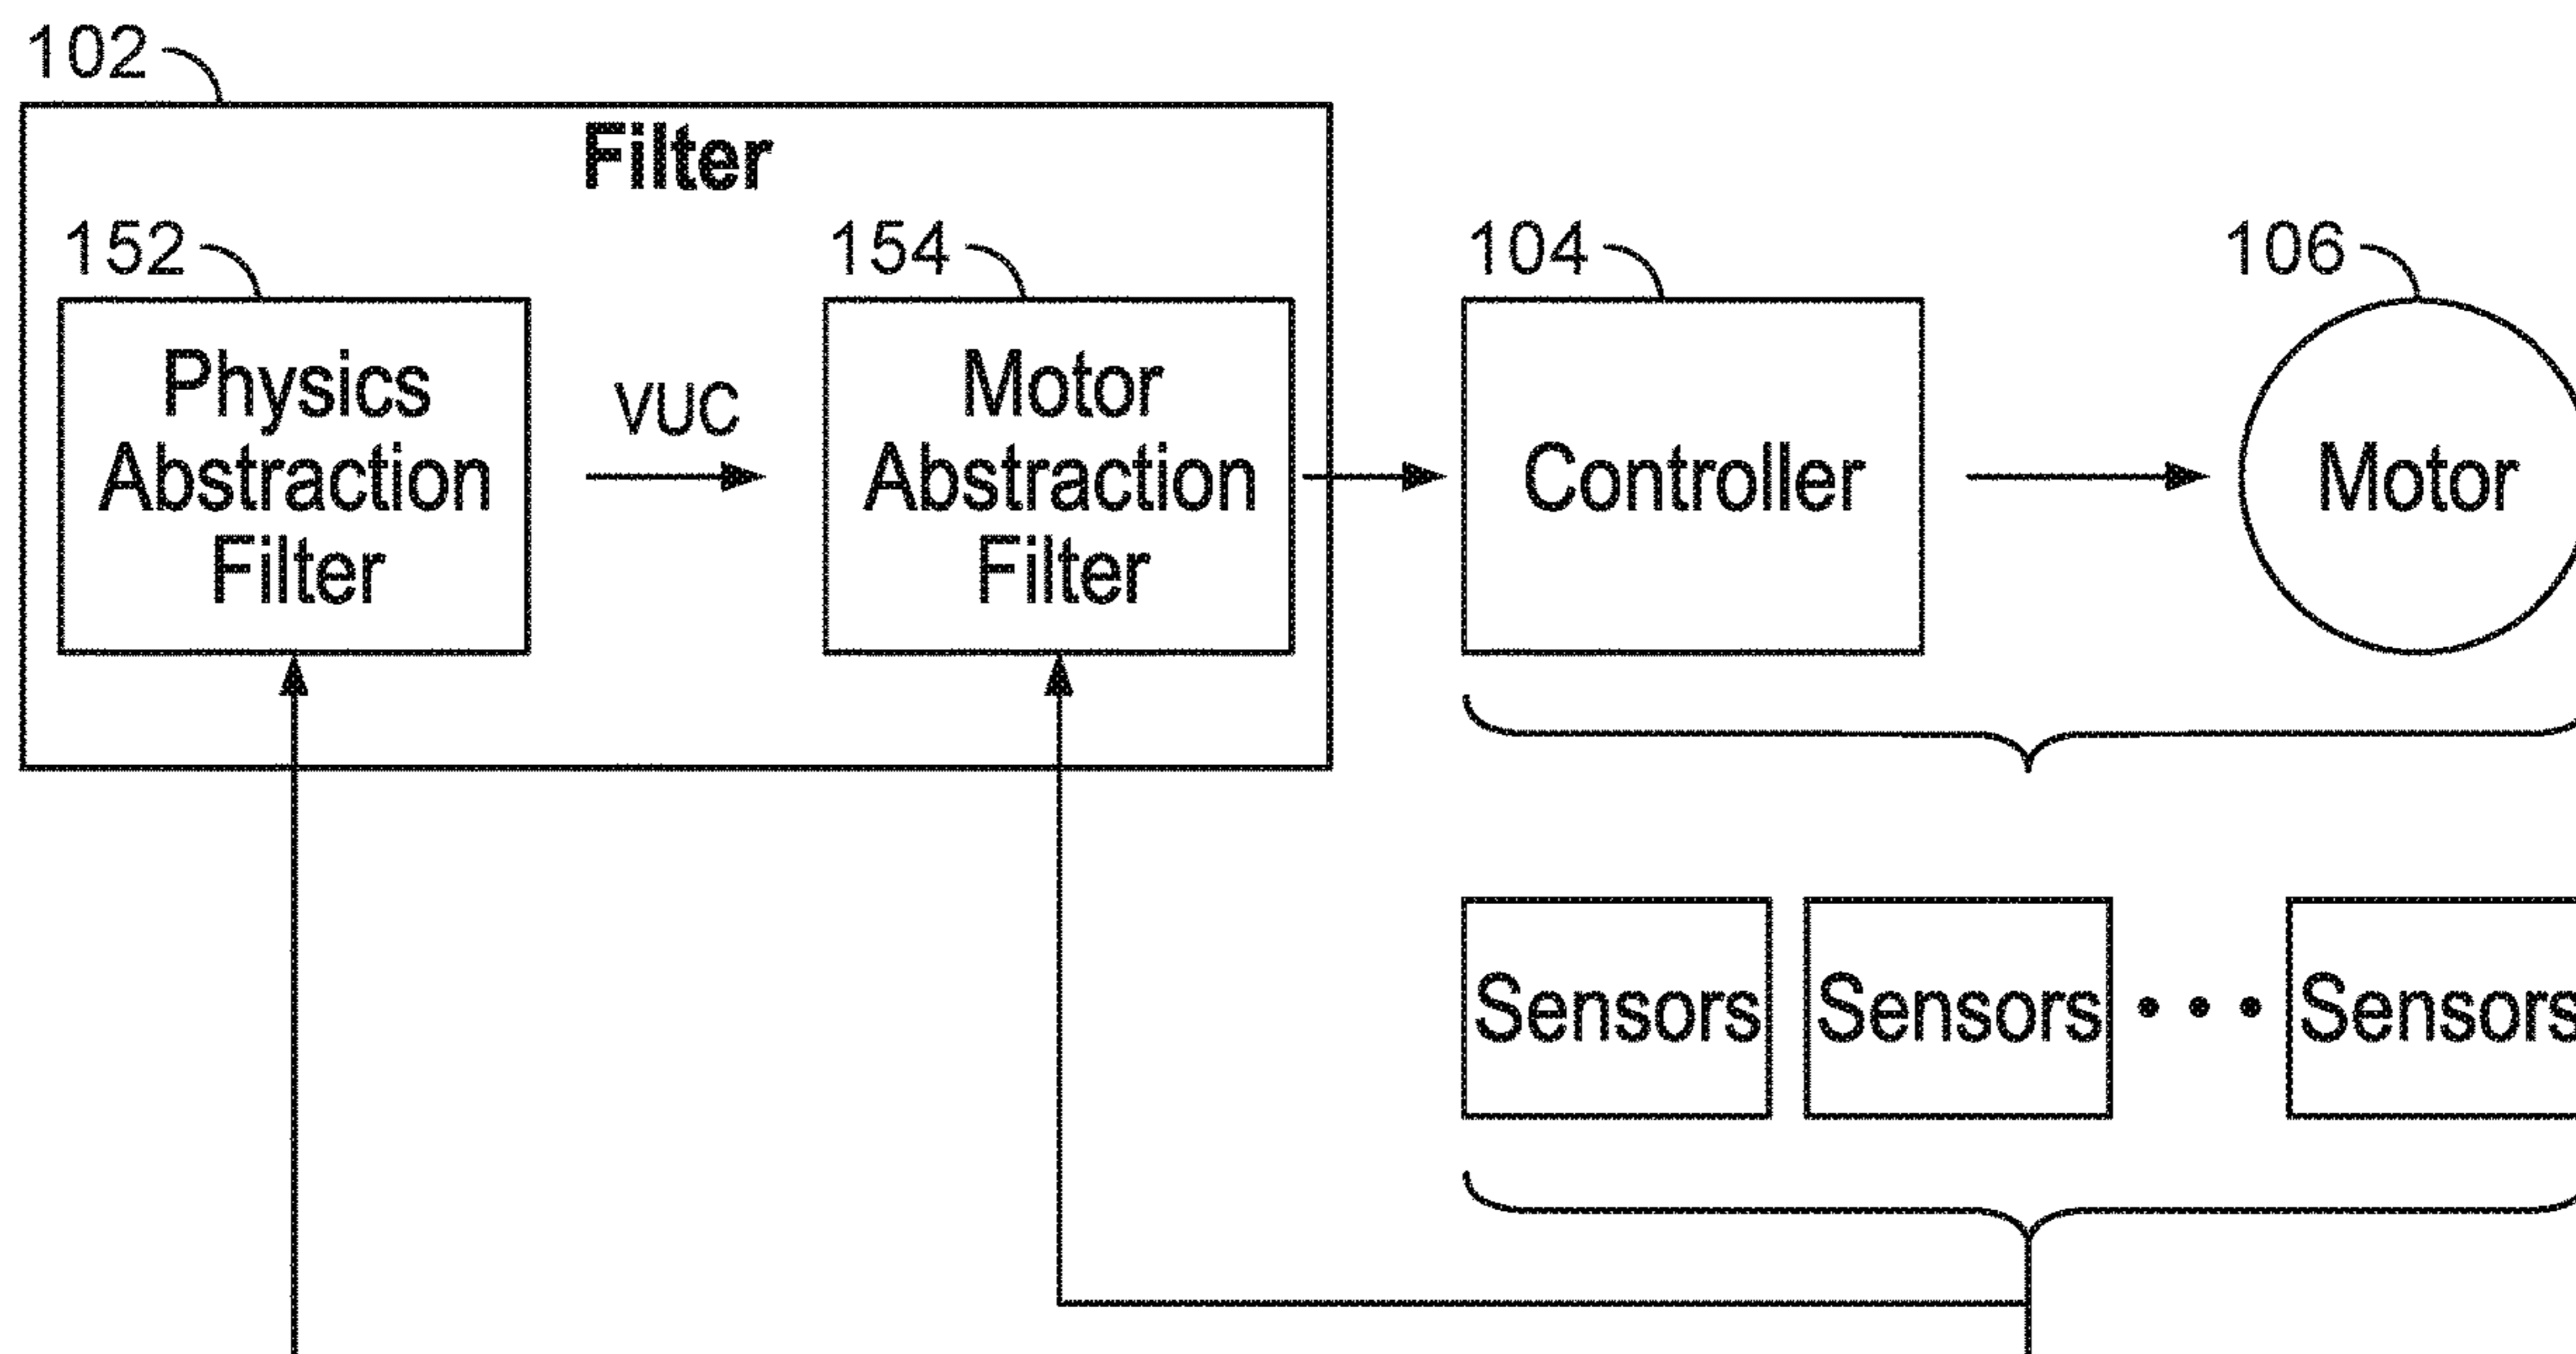 102
Filter
152
154
104
106
Physics
Abstraction
Filter
VUC
Motor
Abstraction
Filter
Controller
Motor
Sensors
Sensors
Sensors